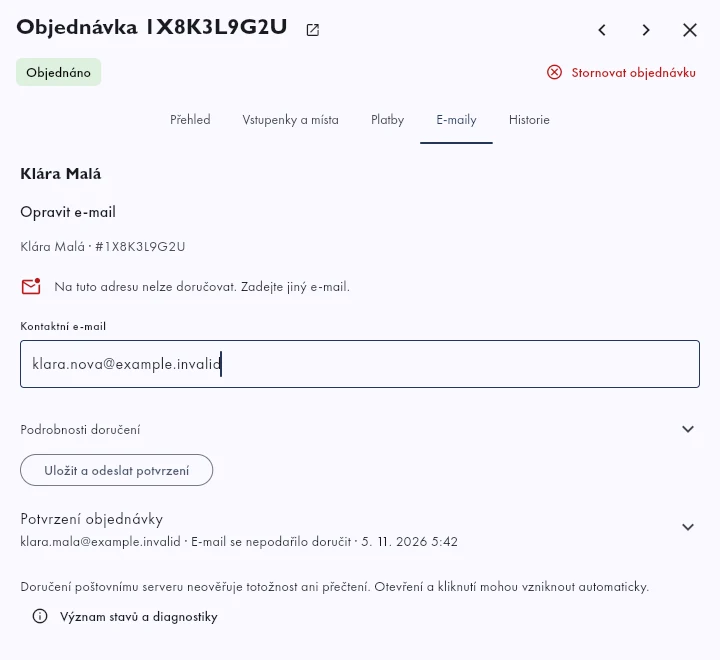 Objednávka 1X8K3L9G2U
Objednáno
Stornovat objednávku
Přehled
Vstupenky a místa
Platby
E-maily
Historie
Klára Malá
Opravit e-mail
Klára Malá · #1X8K3L9G2U
Na tuto adresu nelze doručovat. Zadejte jiný e-mail.
Kontaktní e-mail
klara.nova@example.invalid
Podrobnosti doručení
Uložit a odeslat potvrzení
Potvrzení objednávky
klara.mala@example.invalid · E-mail se nepodařilo doručit · 5. 11. 2026 5:42
Doručení poštovnímu serveru neověřuje totožnost ani přečtení. Otevření a kliknutí mohou vzniknout automaticky.
Význam stavů a diagnostiky